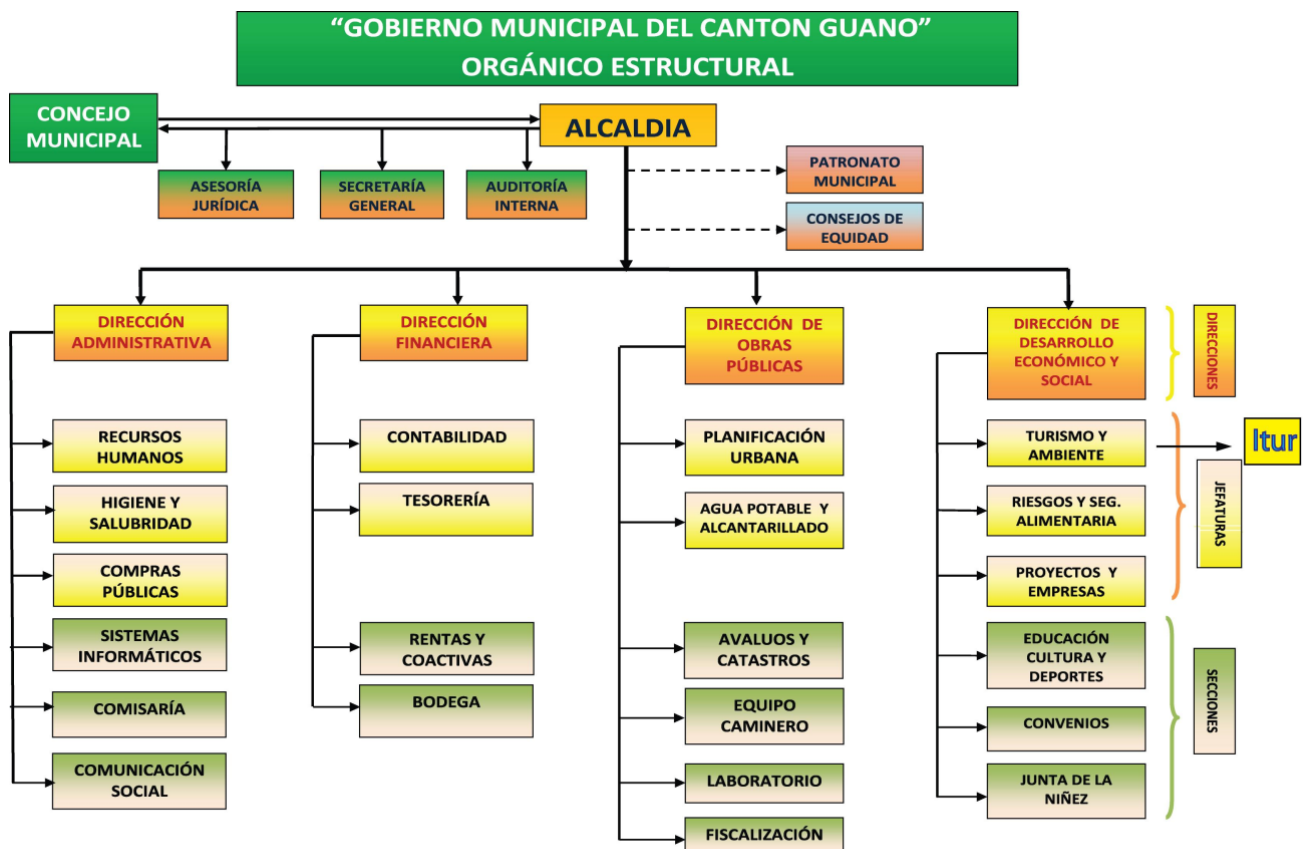 “GOBIERNO MUNICIPAL DEL CANTON GUANO”
ORGÁNICO ESTRUCTURAL
CONCEJO
MUNICIPAL
ALCALDIA
ASESORÍA
JURÍDICA
SECRETARÍA
GENERAL
AUDITORÍA
INTERNA
PATRONATO
MUNICIPAL
CONSEJOS DE
EQUIDAD
DIRECCIÓN
ADMINISTRATIVA
RECURSOS
HUMANOS
HIGIENE Y
SALUBRIDAD
COMPRAS
PÚBLICAS
SISTEMAS
INFORMÁTICOS
COMISARÍA
COMUNICACIÓN
SOCIAL
DIRECCIÓN
FINANCIERA
CONTABILIDAD
TESORERÍA
RENTAS Y
COACTIVAS
BODEGA
DIRECCIÓN DE
OBRAS
PÚBLICAS
PLANIFICACIÓN
URBANA
AGUA POTABLE Y
ALCANTARILLADO
AVALUOS Y
CATASTROS
EQUIPO
CAMINERO
LABORATORIO
FISCALIZACIÓN
DIRECCIÓN DE
DESARROLLO
ECONÓMICO Y
SOCIAL
TURISMO Y
AMBIENTE
RIESGOS Y SEG.
ALIMENTARIA
PROYECTOS Y
EMPRESAS
EDUCACIÓN
CULTURA Y
DEPORTES
CONVENIOS
JUNTA DE LA
NIÑEZ
DIRECCIONES
Itur
JEFATURAS
SECCIONES